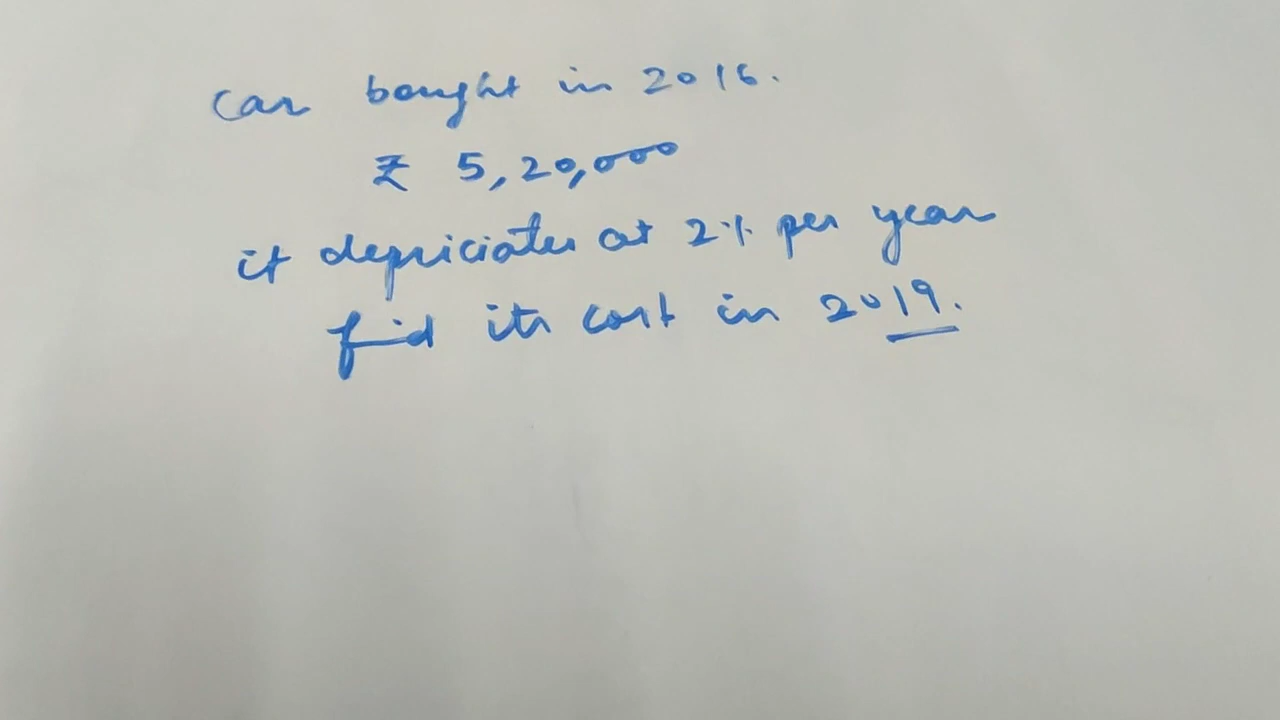 car bought in 2016.
₹ 5,20,000
it depriciates at 2% per year
find its cost in 2019.